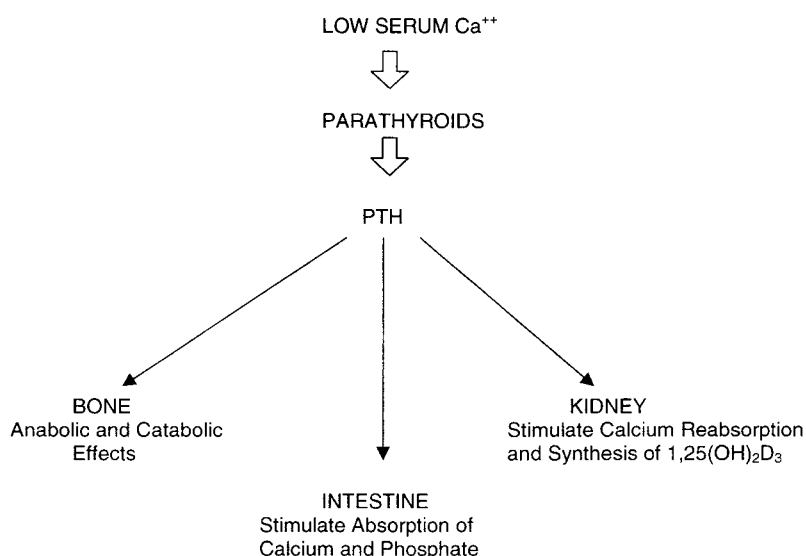 LOW SERUM Ca⁺⁺
PARATHYROIDS
PTH
BONE
Anabolic and Catabolic
Effects
KIDNEY
Stimulate Calcium Reabsorption
and Synthesis of 1,25(OH)₂D₃
INTESTINE
Stimulate Absorption of
Calcium and Phosphate